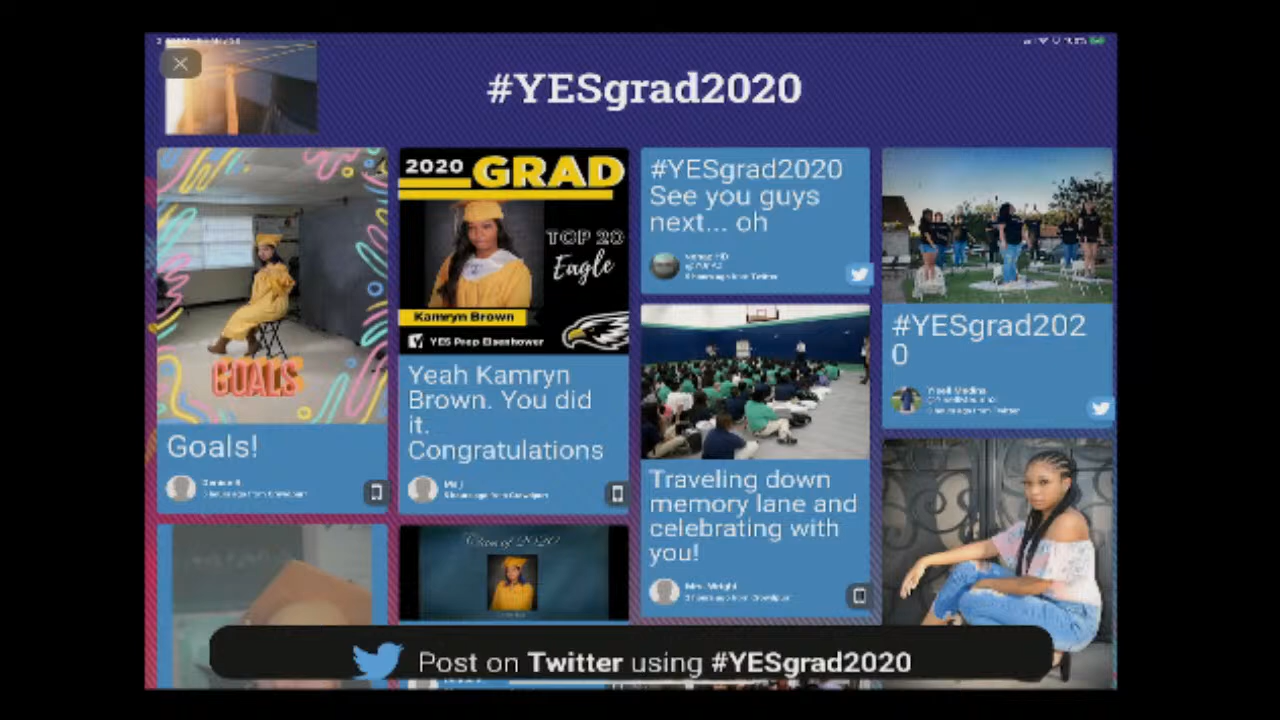 #YESgrad2020
GOALS
Goals!
2020 GRAD
TOP 20
Eagle
Kamryn Brown
YES Prep Eisenhower
Yeah Kamryn
Brown. You did
it.
Congratulations
Class of 2020
#YESgrad2020
See you guys
next... oh
Traveling down
memory lane and
celebrating with
you!
Mrs. Wright
#YESgrad202
0
Post on Twitter using #YESgrad2020